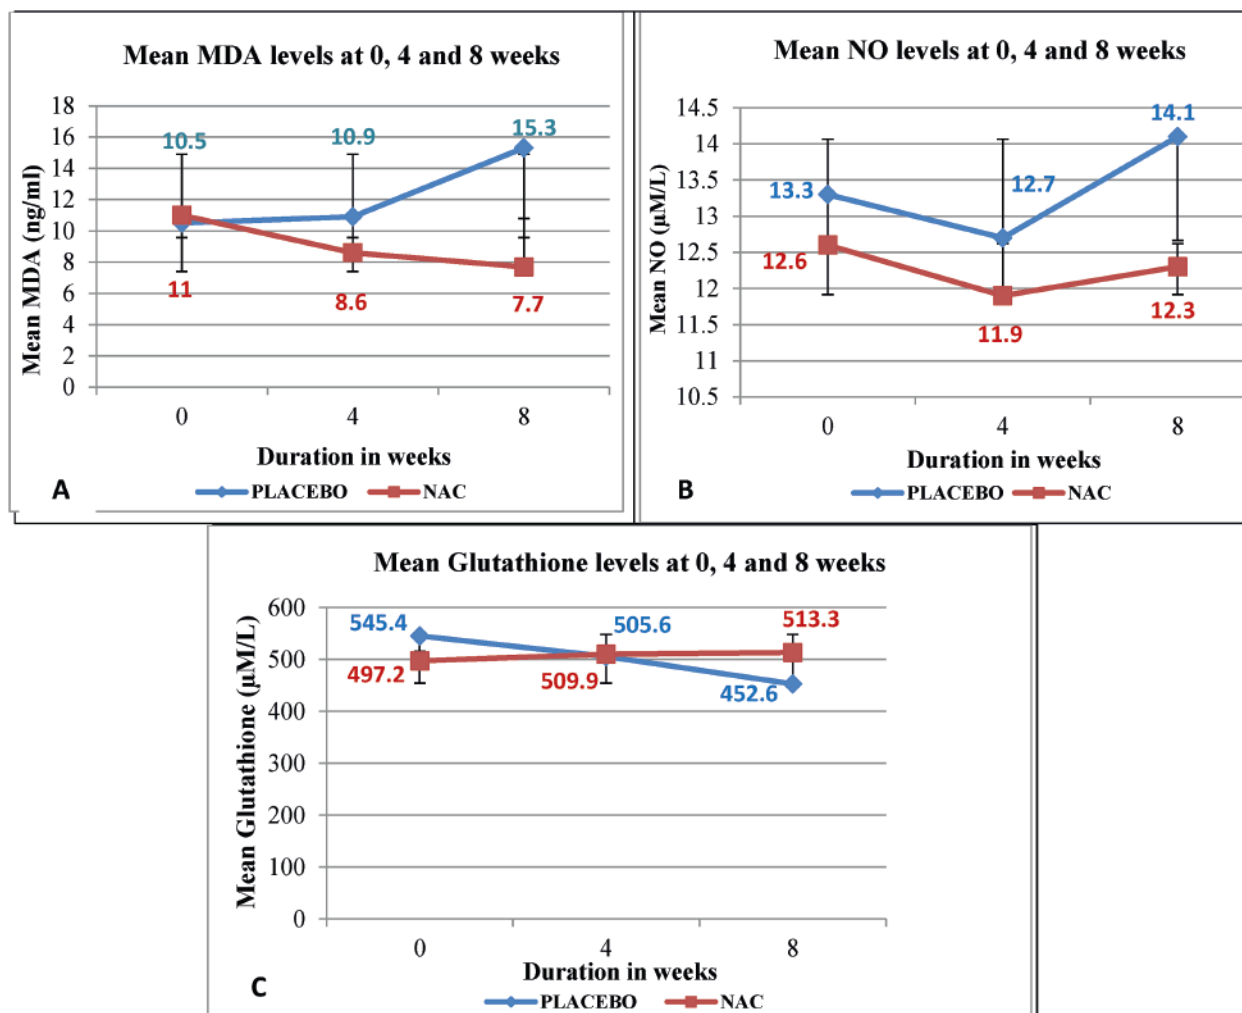 Mean MDA levels at 0, 4 and 8 weeks
Mean MDA (ng/ml)
18
16
14
12
10
8
6
4
2
0
10.5
10.9
15.3
11
8.6
7.7
0 4 8
Duration in weeks
A
PLACEBO NAC
Mean NO levels at 0, 4 and 8 weeks
Mean NO (µM/L)
14.5
14
13.5
13
12.5
12
11.5
11
10.5
13.3
12.7
14.1
12.6
11.9
12.3
0 4 8
Duration in weeks
B
PLACEBO NAC
Mean Glutathione levels at 0, 4 and 8 weeks
Mean Glutathione (µM/L)
600
500
400
300
200
100
0
545.4
505.6
513.3
497.2
509.9
452.6
0 4 8
Duration in weeks
C
PLACEBO NAC